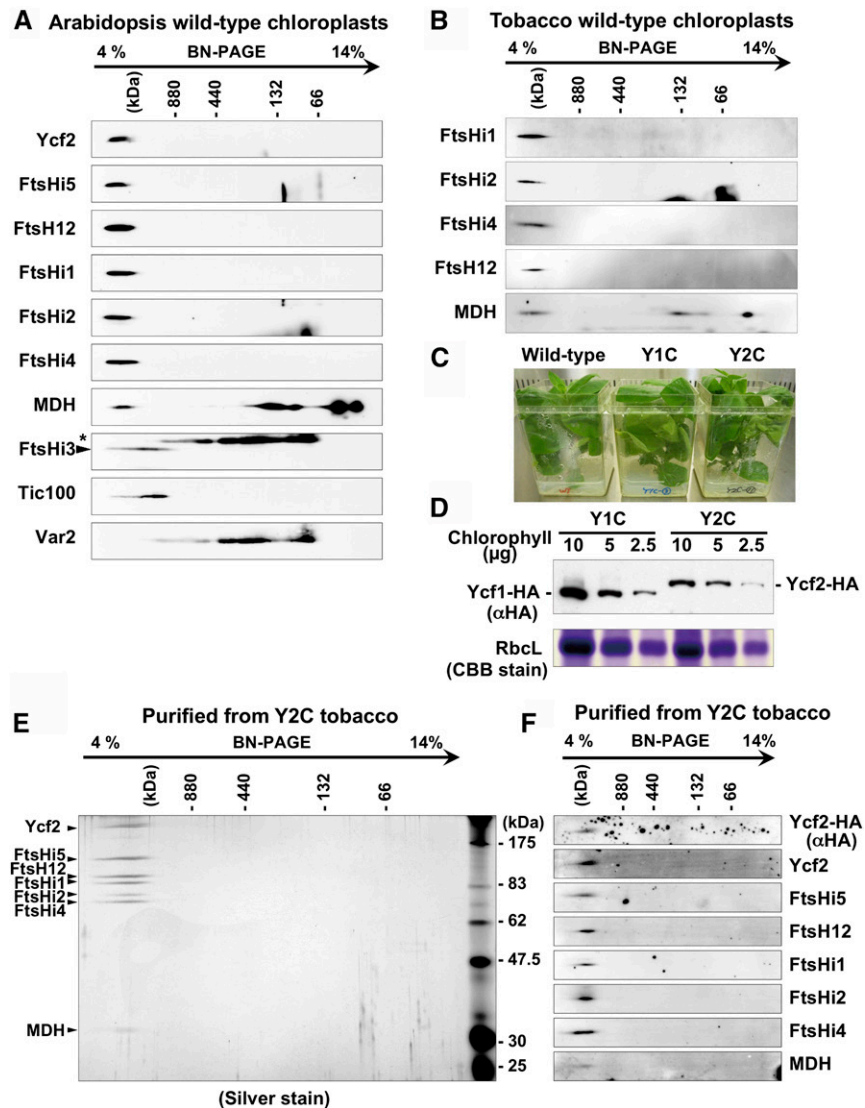 A Arabidopsis wild-type chloroplasts
4 % BN-PAGE 14%
(kDa) - 880 - 440 - 132 - 66
Ycf2
FtsHi5
FtsH12
FtsHi1
FtsHi2
FtsHi4
MDH
*
FtsHi3
Tic100
Var2
B Tobacco wild-type chloroplasts
4 % BN-PAGE 14%
(kDa) - 880 - 440 - 132 - 66
FtsHi1
FtsHi2
FtsHi4
FtsH12
MDH
C Wild-type Y1C Y2C
D Y1C Y2C
Chlorophyll 10 5 2.5 10 5 2.5
(µg)
Ycf1-HA - - Ycf2-HA
(αHA)
RbcL
(CBB stain)
E Purified from Y2C tobacco
4 % BN-PAGE 14%
(kDa) - 880 - 440 - 132 - 66
(kDa)
Ycf2
- 175
FtsHi5
FtsH12
FtsHi1
- 83
FtsHi2
FtsHi4
- 62
- 47.5
MDH
- 30
- 25
(Silver stain)
F Purified from Y2C tobacco
4 % BN-PAGE 14%
(kDa) - 880 - 440 - 132 - 66
Ycf2-HA
(αHA)
Ycf2
FtsHi5
FtsH12
FtsHi1
FtsHi2
FtsHi4
MDH